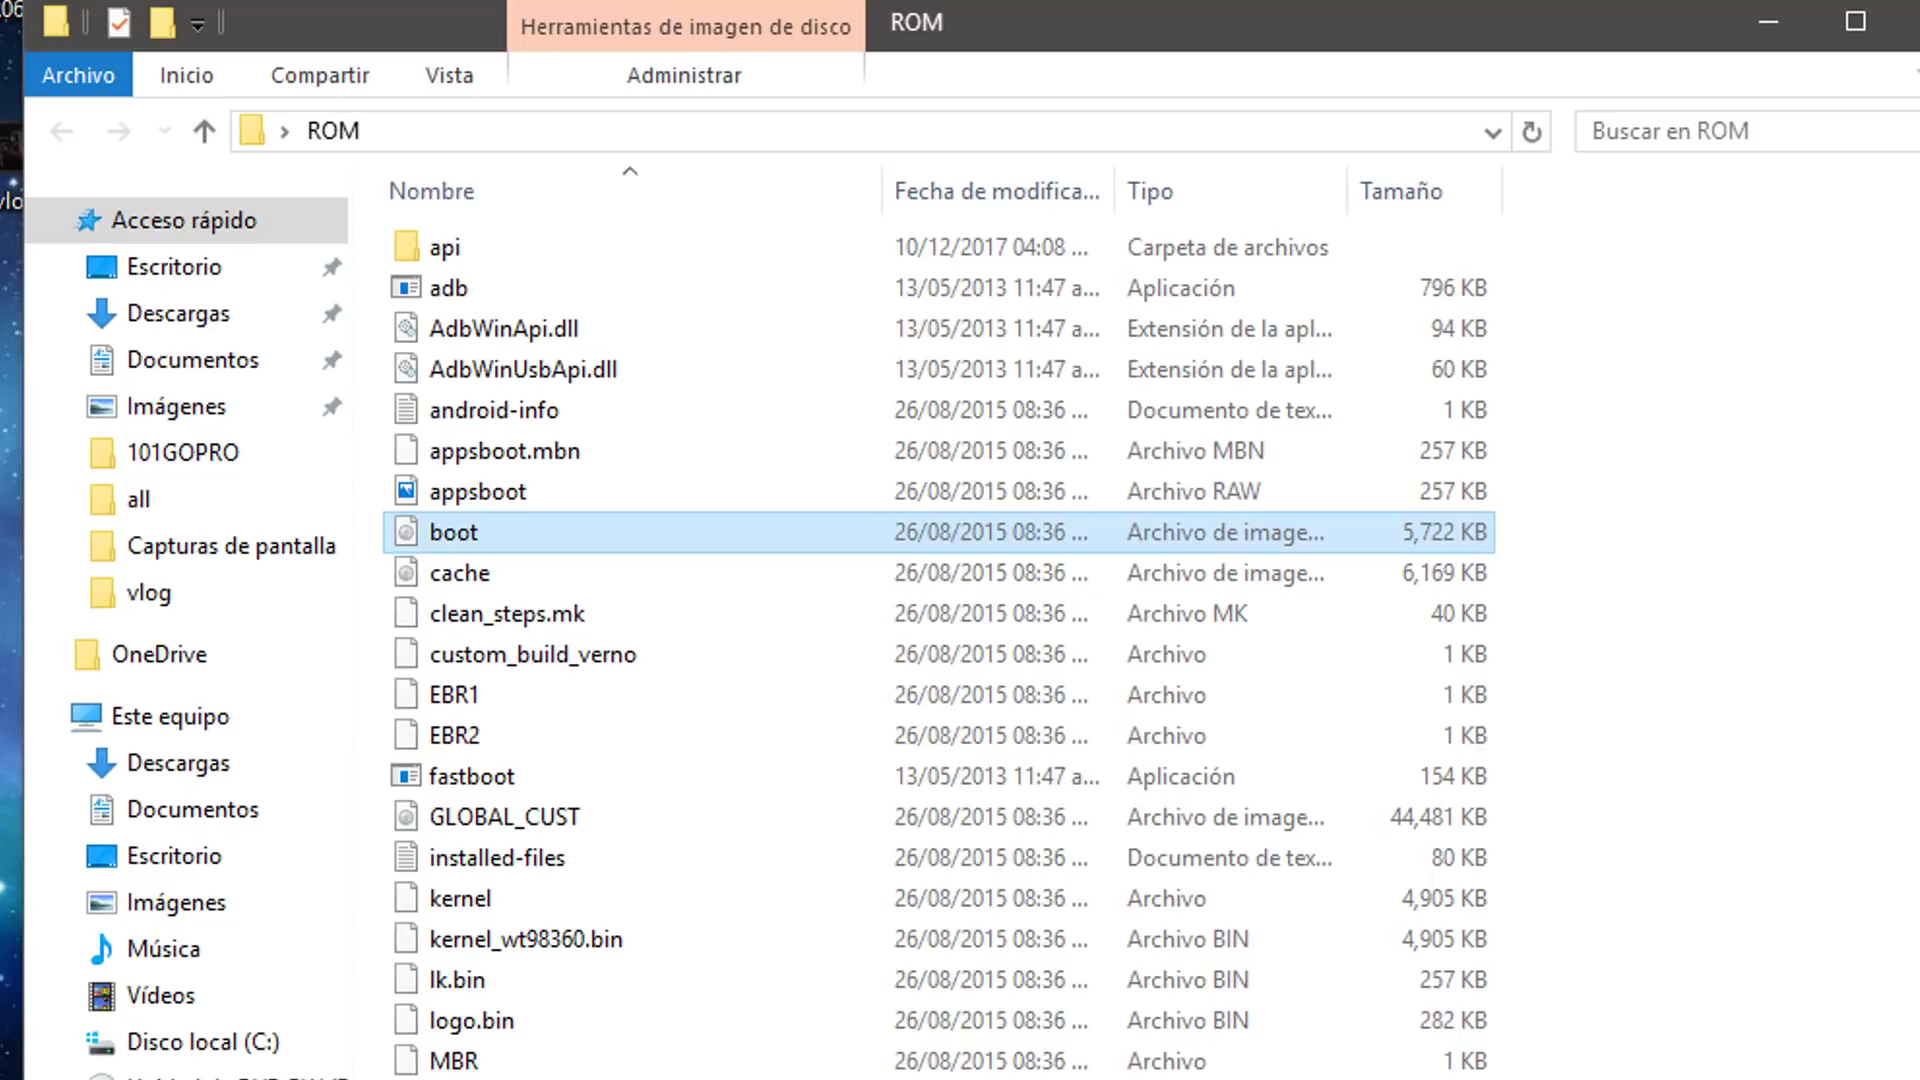 06
Herramientas de imagen de disco
ROM
Archivo
Inicio
Compartir
Vista
Administrar
ROM
Buscar en ROM
Nombre
Fecha de modifica...
Tipo
Tamaño
vlo
Acceso rápido
Escritorio
Descargas
Documentos
Imágenes
101GOPRO
all
Capturas de pantalla
vlog
OneDrive
Este equipo
Descargas
Documentos
Escritorio
Imágenes
Música
Vídeos
Disco local (C:)
api 10/12/2017 04:08 ... Carpeta de archivos
adb 13/05/2013 11:47 a... Aplicación 796 KB
AdbWinApi.dll 13/05/2013 11:47 a... Extensión de la apl... 94 KB
AdbWinUsbApi.dll 13/05/2013 11:47 a... Extensión de la apl... 60 KB
android-info 26/08/2015 08:36 ... Documento de tex... 1 KB
appsboot.mbn 26/08/2015 08:36 ... Archivo MBN 257 KB
appsboot 26/08/2015 08:36 ... Archivo RAW 257 KB
boot 26/08/2015 08:36 ... Archivo de image... 5,722 KB
cache 26/08/2015 08:36 ... Archivo de image... 6,169 KB
clean_steps.mk 26/08/2015 08:36 ... Archivo MK 40 KB
custom_build_verno 26/08/2015 08:36 ... Archivo 1 KB
EBR1 26/08/2015 08:36 ... Archivo 1 KB
EBR2 26/08/2015 08:36 ... Archivo 1 KB
fastboot 13/05/2013 11:47 a... Aplicación 154 KB
GLOBAL_CUST 26/08/2015 08:36 ... Archivo de image... 44,481 KB
installed-files 26/08/2015 08:36 ... Documento de tex... 80 KB
kernel 26/08/2015 08:36 ... Archivo 4,905 KB
kernel_wt98360.bin 26/08/2015 08:36 ... Archivo BIN 4,905 KB
lk.bin 26/08/2015 08:36 ... Archivo BIN 257 KB
logo.bin 26/08/2015 08:36 ... Archivo BIN 282 KB
MBR 26/08/2015 08:36 ... Archivo 1 KB